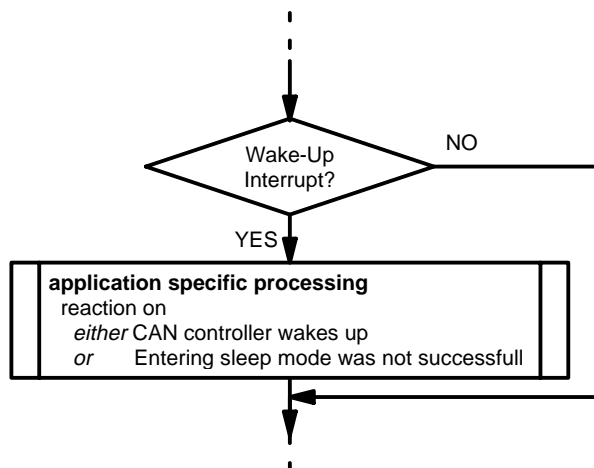 Wake-Up
Interrupt?
NO
YES
application specific processing
reaction on
either CAN controller wakes up
or Entering sleep mode was not successfull